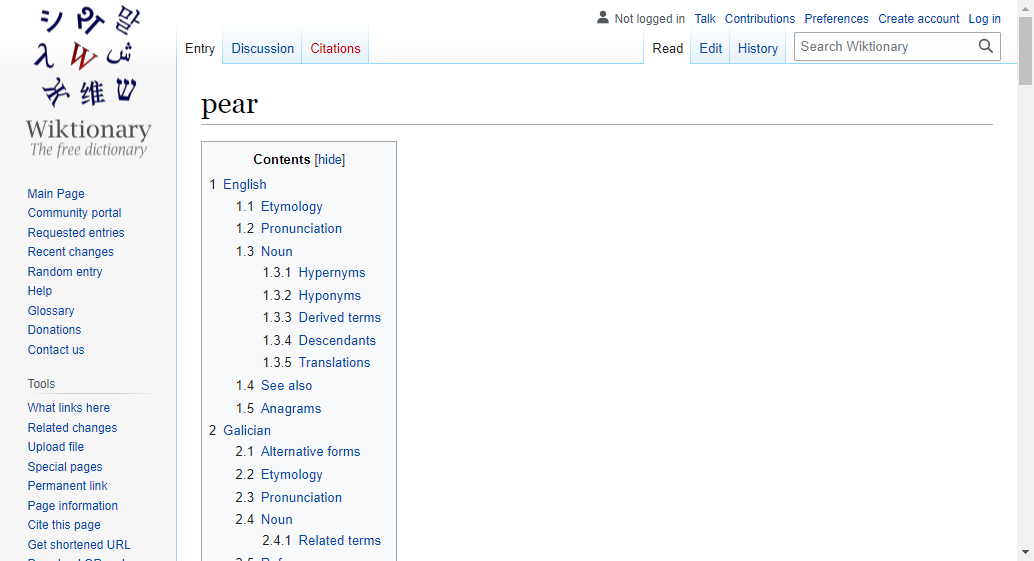 Not logged in Talk Contributions Preferences Create account Log in
Entry Discussion Citations Read Edit History Search Wiktionary
Wiktionary
The free dictionary
Main Page
Community portal
Requested entries
Recent changes
Random entry
Help
Glossary
Donations
Contact us
Tools
What links here
Related changes
Upload file
Special pages
Permanent link
Page information
Cite this page
Get shortened URL
pear
Contents [hide]
1 English
1.1 Etymology
1.2 Pronunciation
1.3 Noun
1.3.1 Hypernyms
1.3.2 Hyponyms
1.3.3 Derived terms
1.3.4 Descendants
1.3.5 Translations
1.4 See also
1.5 Anagrams
2 Galician
2.1 Alternative forms
2.2 Etymology
2.3 Pronunciation
2.4 Noun
2.4.1 Related terms